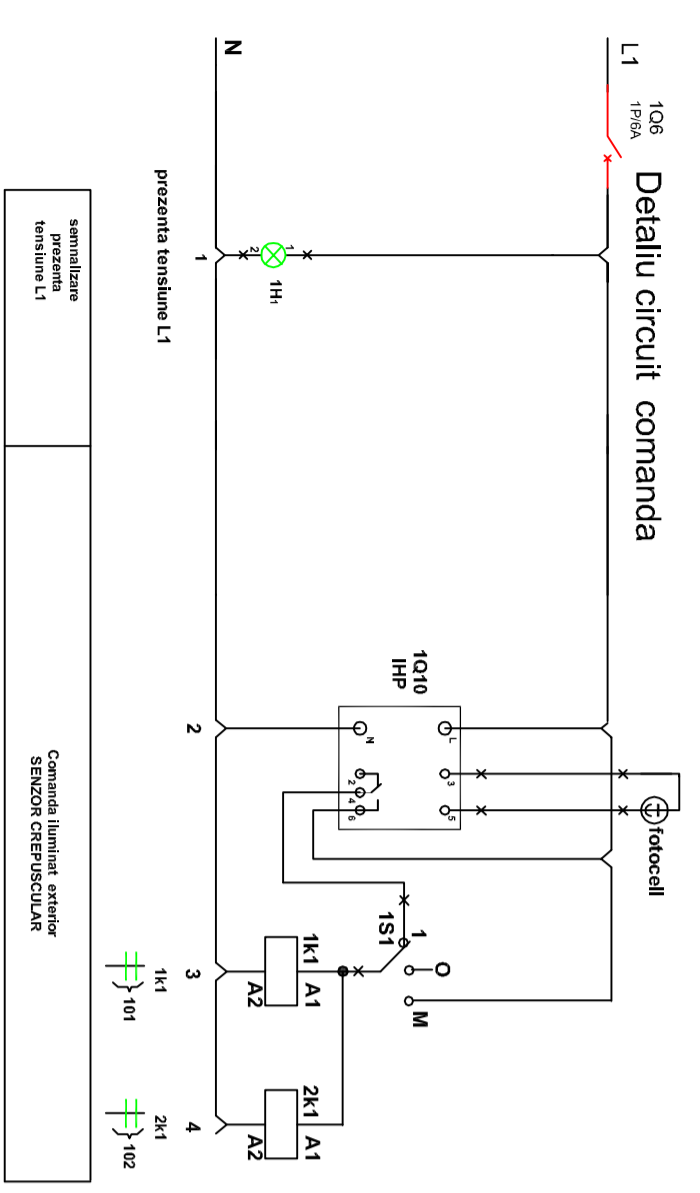 Detaliu circuit comanda
L1
1Q6
1P/6A
N
1
2
1H1
prezenta tensiune L1
1
1Q10
IHP
L
N
3
5
2
4
6
fotocell
1S1
1
O
M
1k1
A1
A2
2k1
A1
A2
2
3
4
1k1
101
2k1
102
semnalizare
prezenta
tensiune L1
Comanda iluminat exterior
SENZOR CREPUSCULAR